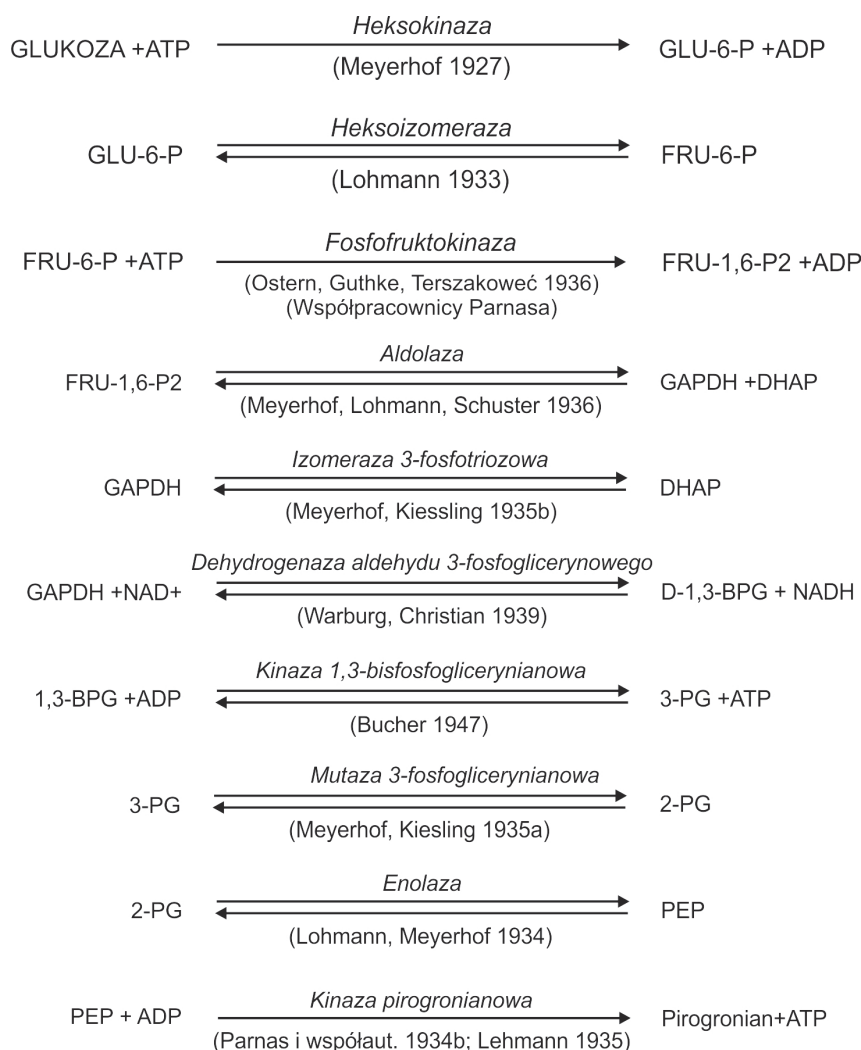 Heksokinaza
GLUKOZA +ATP
GLU-6-P +ADP
(Meyerhof 1927)
Heksoizomeraza
GLU-6-P
FRU-6-P
(Lohmann 1933)
Fosfofruktokinaza
FRU-6-P +ATP
FRU-1,6-P2 +ADP
(Ostern, Guthke, Terszakoweć 1936)
(Współpracownicy Parnasa)
Aldolaza
FRU-1,6-P2
GAPDH +DHAP
(Meyerhof, Lohmann, Schuster 1936)
Izomeraza 3-fosfotriozowa
GAPDH
DHAP
(Meyerhof, Kiessling 1935b)
Dehydrogenaza aldehydu 3-fosfoglicerynowego
GAPDH +NAD+
D-1,3-BPG + NADH
(Warburg, Christian 1939)
Kinaza 1,3-bisfosfoglicerynianowa
1,3-BPG +ADP
3-PG +ATP
(Bucher 1947)
Mutaza 3-fosfoglicerynianowa
3-PG
2-PG
(Meyerhof, Kiesling 1935a)
Enolaza
2-PG
PEP
(Lohmann, Meyerhof 1934)
Kinaza pirogronianowa
PEP + ADP
Pirogronian+ATP
(Parnas i współaut. 1934b; Lehmann 1935)